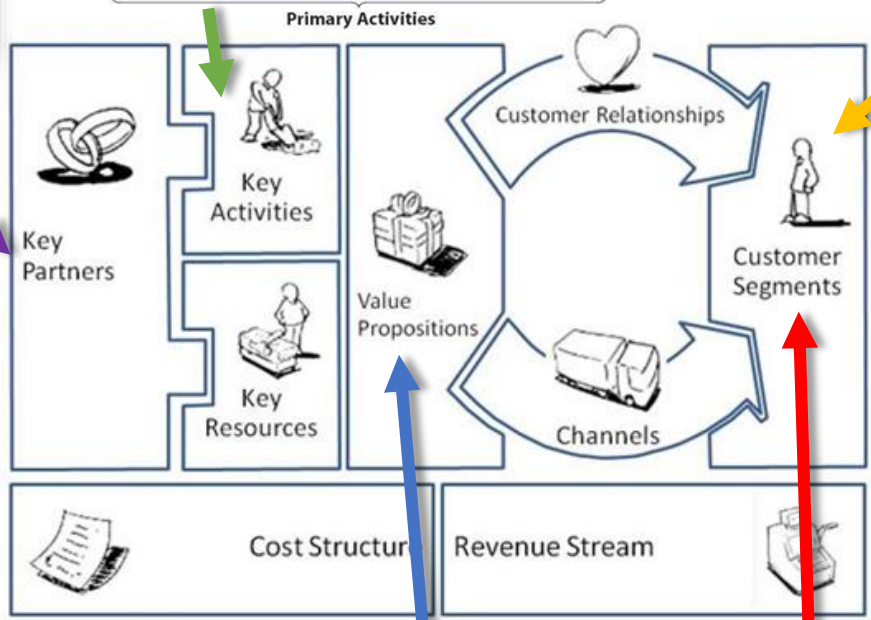 Primary Activities
Key
Partners
Key
Activities
Key
Resources
Value
Propositions
Customer Relationships
Channels
Customer
Segments
Cost Structure
Revenue Stream